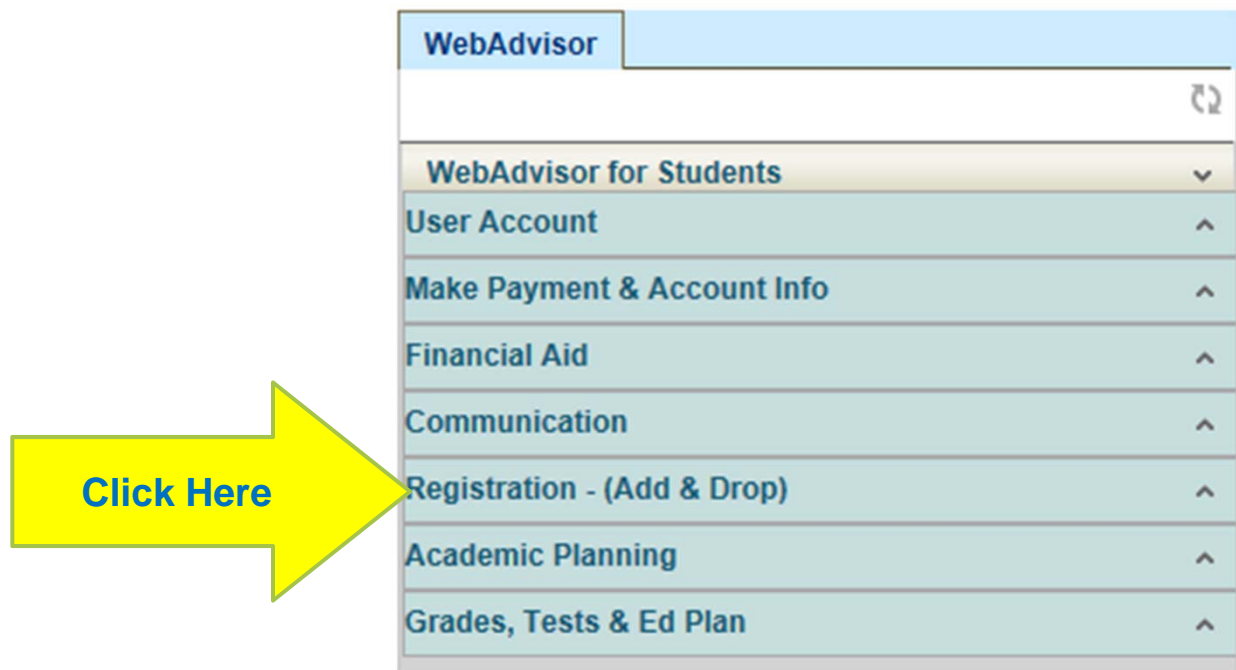 WebAdvisor
WebAdvisor for Students
User Account
Make Payment & Account Info
Financial Aid
Communication
Click Here
Registration - (Add & Drop)
Academic Planning
Grades, Tests & Ed Plan